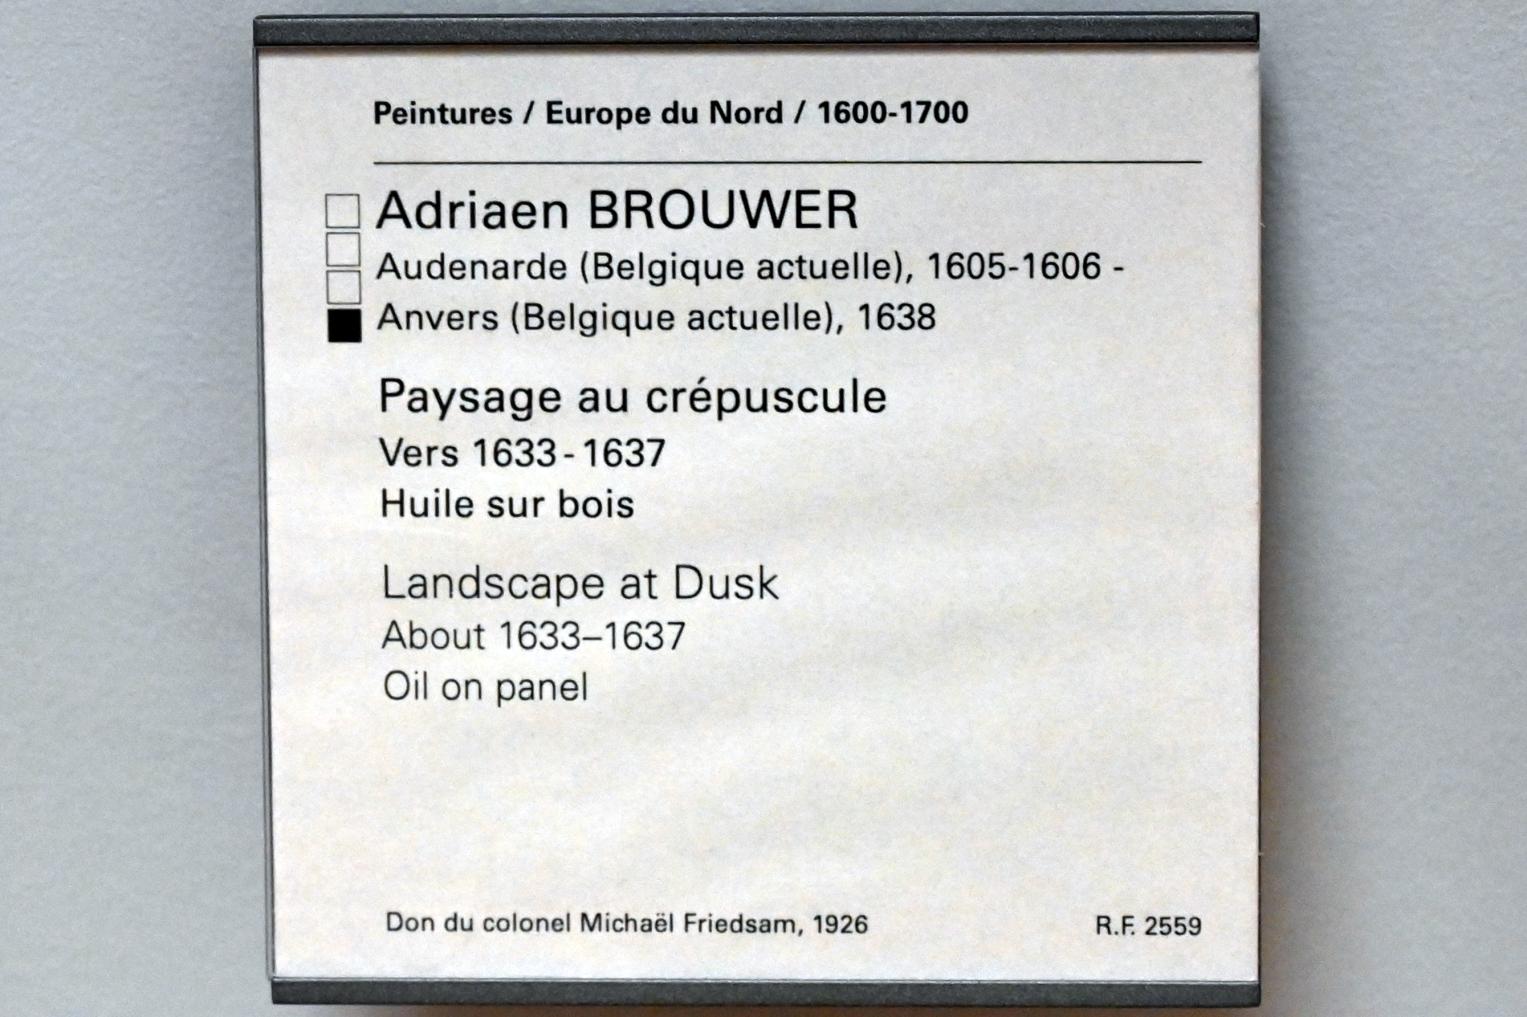 Peintures / Europe du Nord / 1600-1700
Adriaen BROUWER
Audenarde (Belgique actuelle), 1605-1606 -
Anvers (Belgique actuelle), 1638
Paysage au crépuscule
Vers 1633-1637
Huile sur bois
Landscape at Dusk
About 1633–1637
Oil on panel
Don du colonel Michaël Friedsam, 1926
R.F. 2559